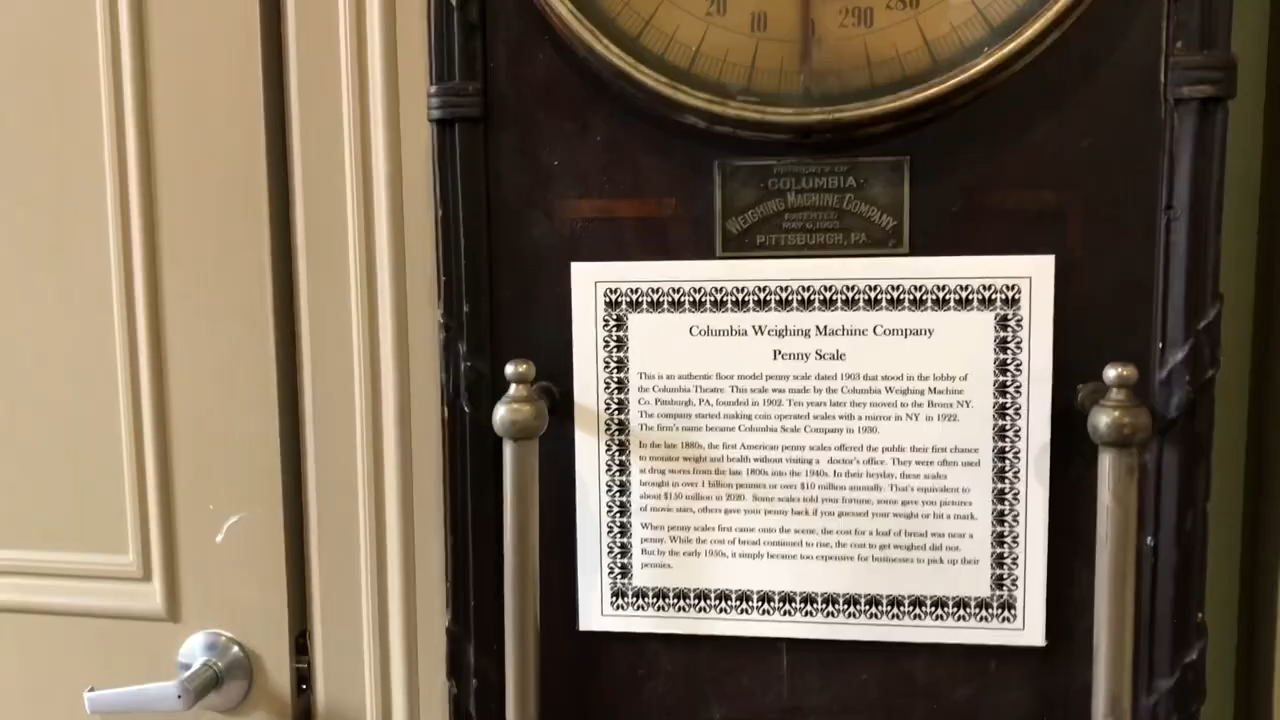 20 10 290 280
PROPERTY OF
COLUMBIA
WEIGHING MACHINE COMPANY
PATENTED
MAY 6, 1903
PITTSBURGH, PA.
Columbia Weighing Machine Company
Penny Scale
This is an authentic floor model penny scale dated 1903 that stood in the lobby of
the Columbia Theatre. This scale was made by the Columbia Weighing Machine
Co. Pittsburgh, PA, founded in 1902. Ten years later they moved to the Bronx NY.
The company started making coin operated scales with a mirror in NY in 1922.
The firm's name became Columbia Scale Company in 1930.
In the late 1880s, the first American penny scales offered the public their first chance
to monitor weight and health without visiting a doctor's office. They were often used
at drug stores from the late 1800s into the 1940s. In their heyday, these scales
brought in over 1 billion pennies or over $10 million annually. That's equivalent to
about $150 million in 2020. Some scales told your fortune, some gave you pictures
of movie stars, others gave your penny back if you guessed your weight or hit a mark.
When penny scales first came onto the scene, the cost for a loaf of bread was near a
penny. While the cost of bread continued to rise, the cost to get weighed did not.
But by the early 1950s, it simply became too expensive for businesses to pick up their
pennies.